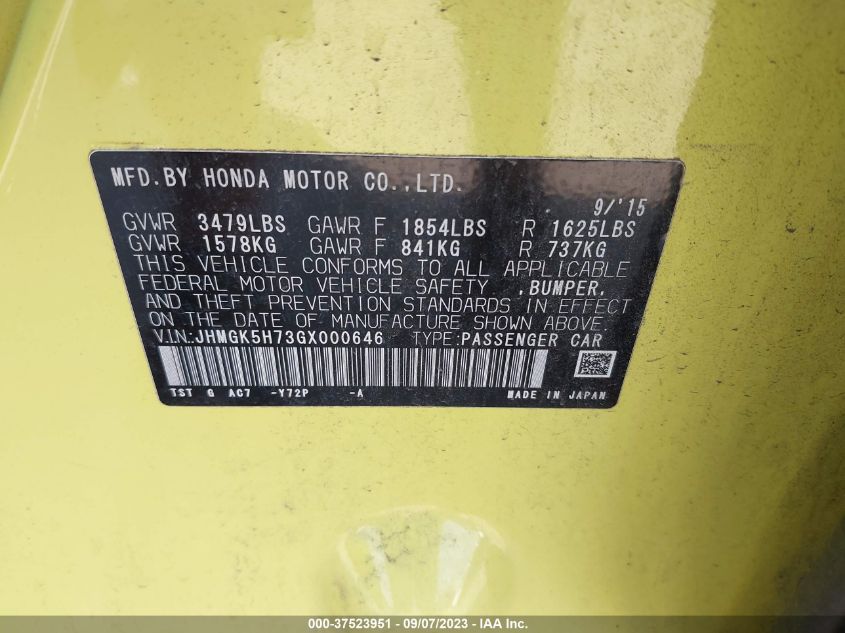 MFD.BY HONDA MOTOR CO.,LTD.
9/'15
GVWR 3479LBS GAWR F 1854LBS R 1625LBS
GVWR 1578KG GAWR F 841KG R 737KG
THIS VEHICLE CONFORMS TO ALL APPLICABLE
FEDERAL MOTOR VEHICLE SAFETY ,BUMPER,
AND THEFT PREVENTION STANDARDS IN EFFECT
ON THE DATE OF MANUFACTURE SHOWN ABOVE.
V.I.N.:JHMGK5H73GX000646 TYPE:PASSENGER CAR
TST G AC7 -Y72P -A MADE IN JAPAN
000-37523951 - 09/07/2023 - IAA Inc.